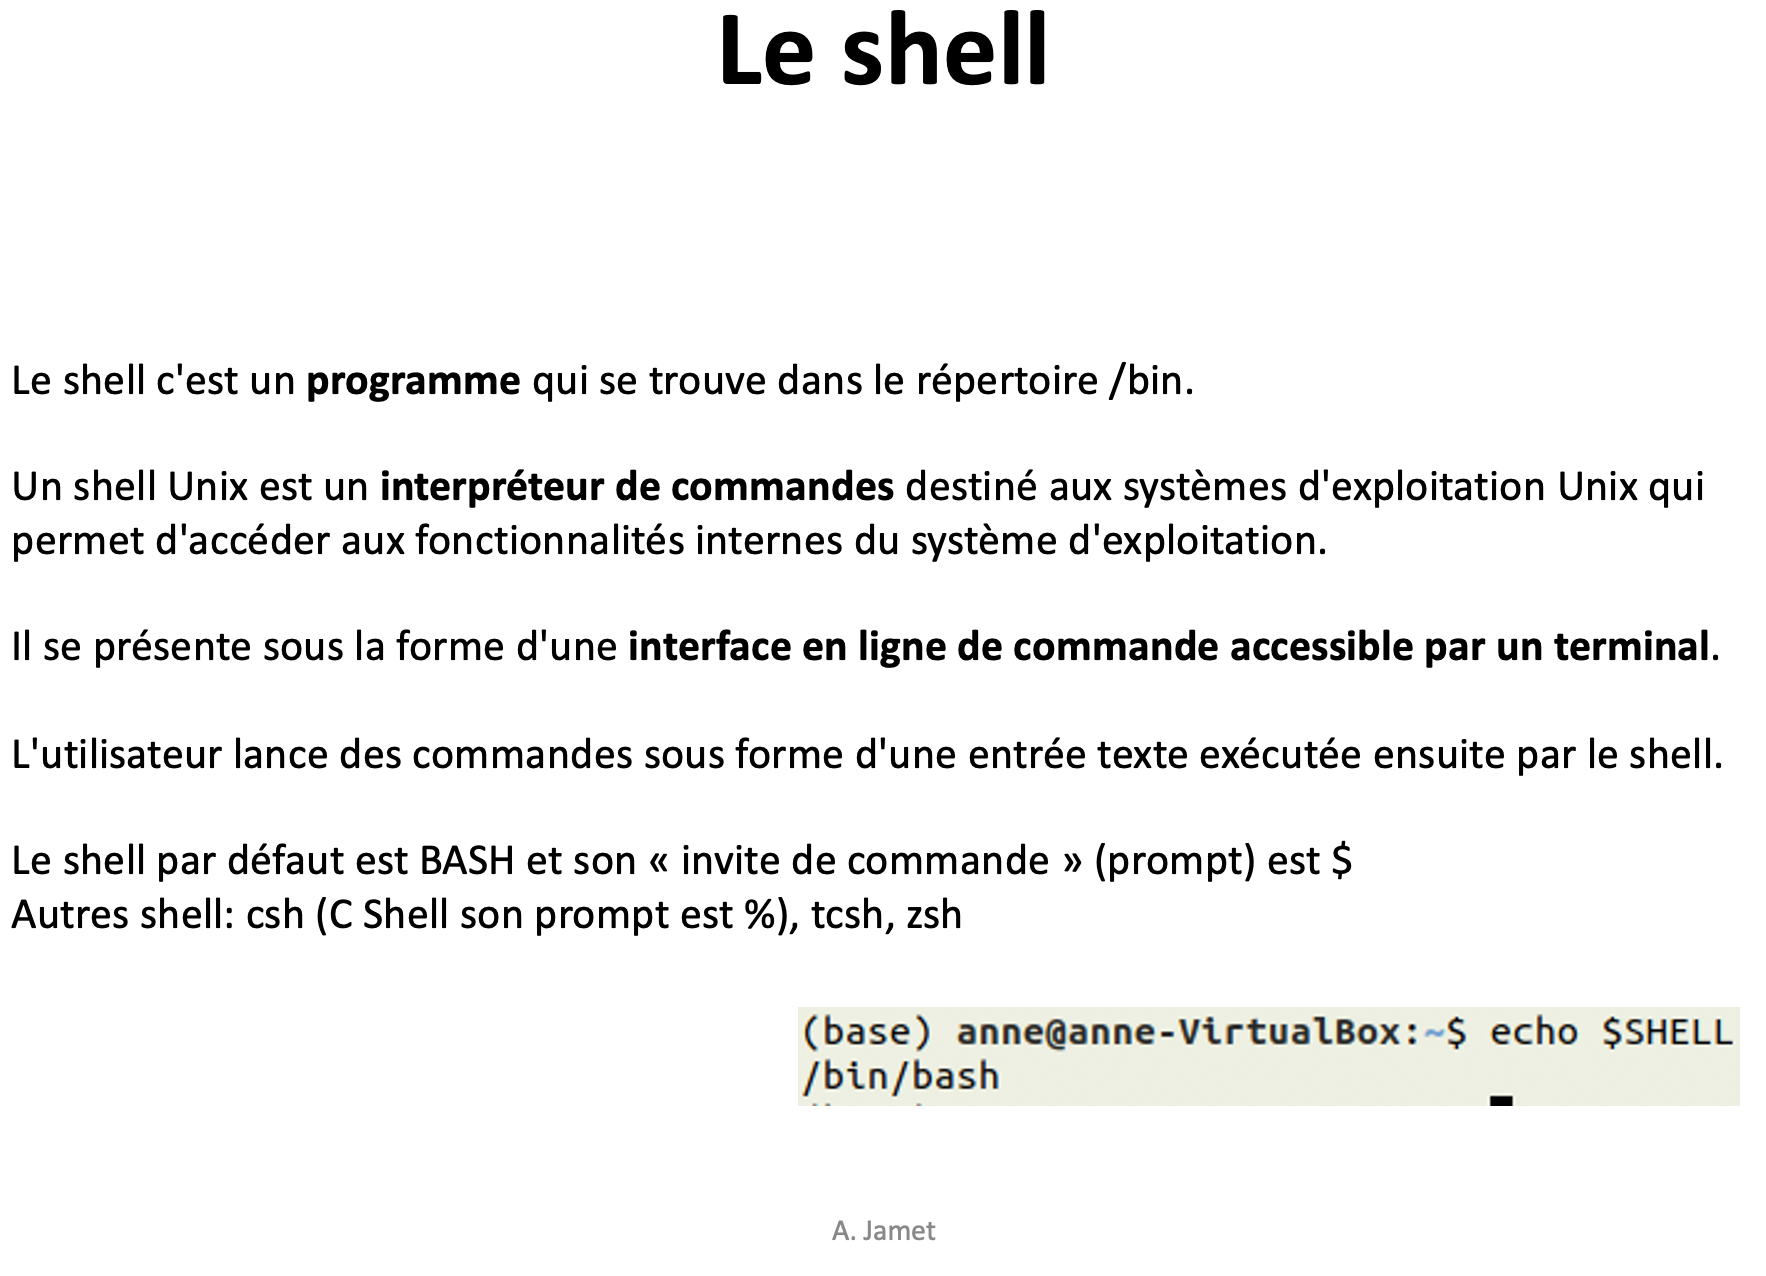 Le shell
Le shell c'est un programme qui se trouve dans le répertoire /bin.
Un shell Unix est un interpréteur de commandes destiné aux systèmes d'exploitation Unix qui
permet d'accéder aux fonctionnalités internes du système d'exploitation.
Il se présente sous la forme d'une interface en ligne de commande accessible par un terminal.
L'utilisateur lance des commandes sous forme d'une entrée texte exécutée ensuite par le shell.
Le shell par défaut est BASH et son « invite de commande » (prompt) est $
Autres shell: csh (C Shell son prompt est %), tcsh, zsh
(base) anne@anne-VirtualBox:~$ echo $SHELL
/bin/bash
A. Jamet